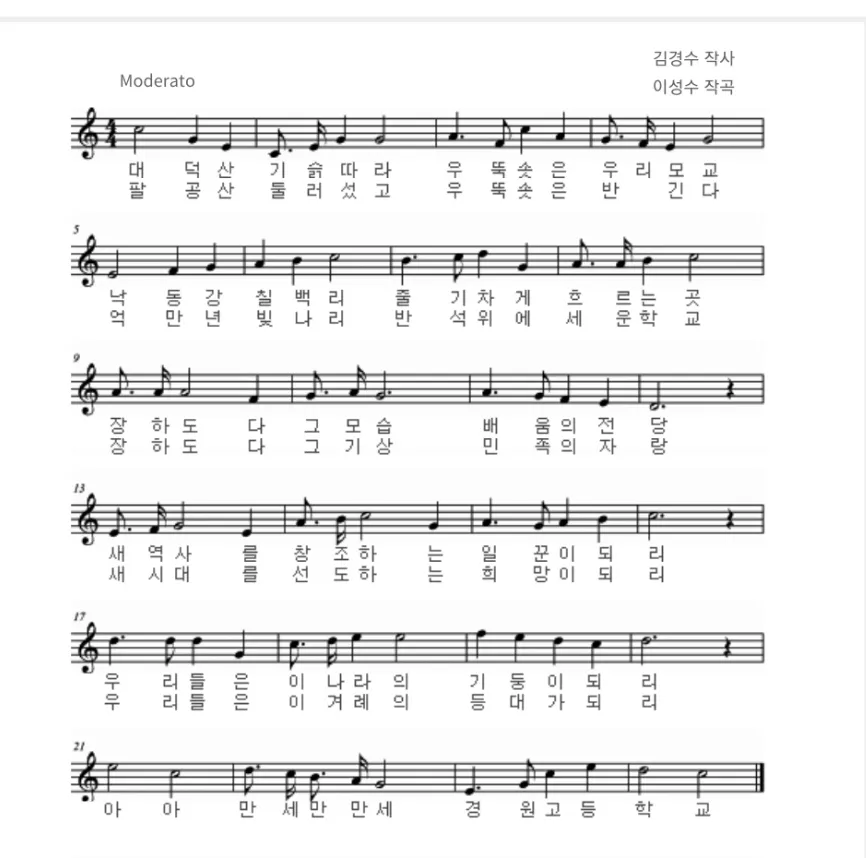 김경수 작사
Moderato
이성수 작곡
대 덕 산 기 슭 따 라 우 뚝 솟 은 우 리 모 교
팔 공 산 둘 러 섰 고 우 뚝 솟 은 반 긴 다
5
낙 동 강 칠 백 리 줄 기 차 게 흐 르 는 곳
억 만 년 빛 나 리 반 석 위 에 세 운 학 교
9
장 하 도 다 그 모 습 배 움 의 전 당
장 하 도 다 그 기 상 민 족 의 자 랑
13
새 역 사 를 창 조 하 는 일 꾼 이 되 리
새 시 대 를 선 도 하 는 희 망 이 되 리
17
우 리 들 은 이 나 라 의 기 둥 이 되 리
우 리 들 은 이 겨 레 의 등 대 가 되 리
21
아 아 만 세 만 만 세 경 원 고 등 학 교